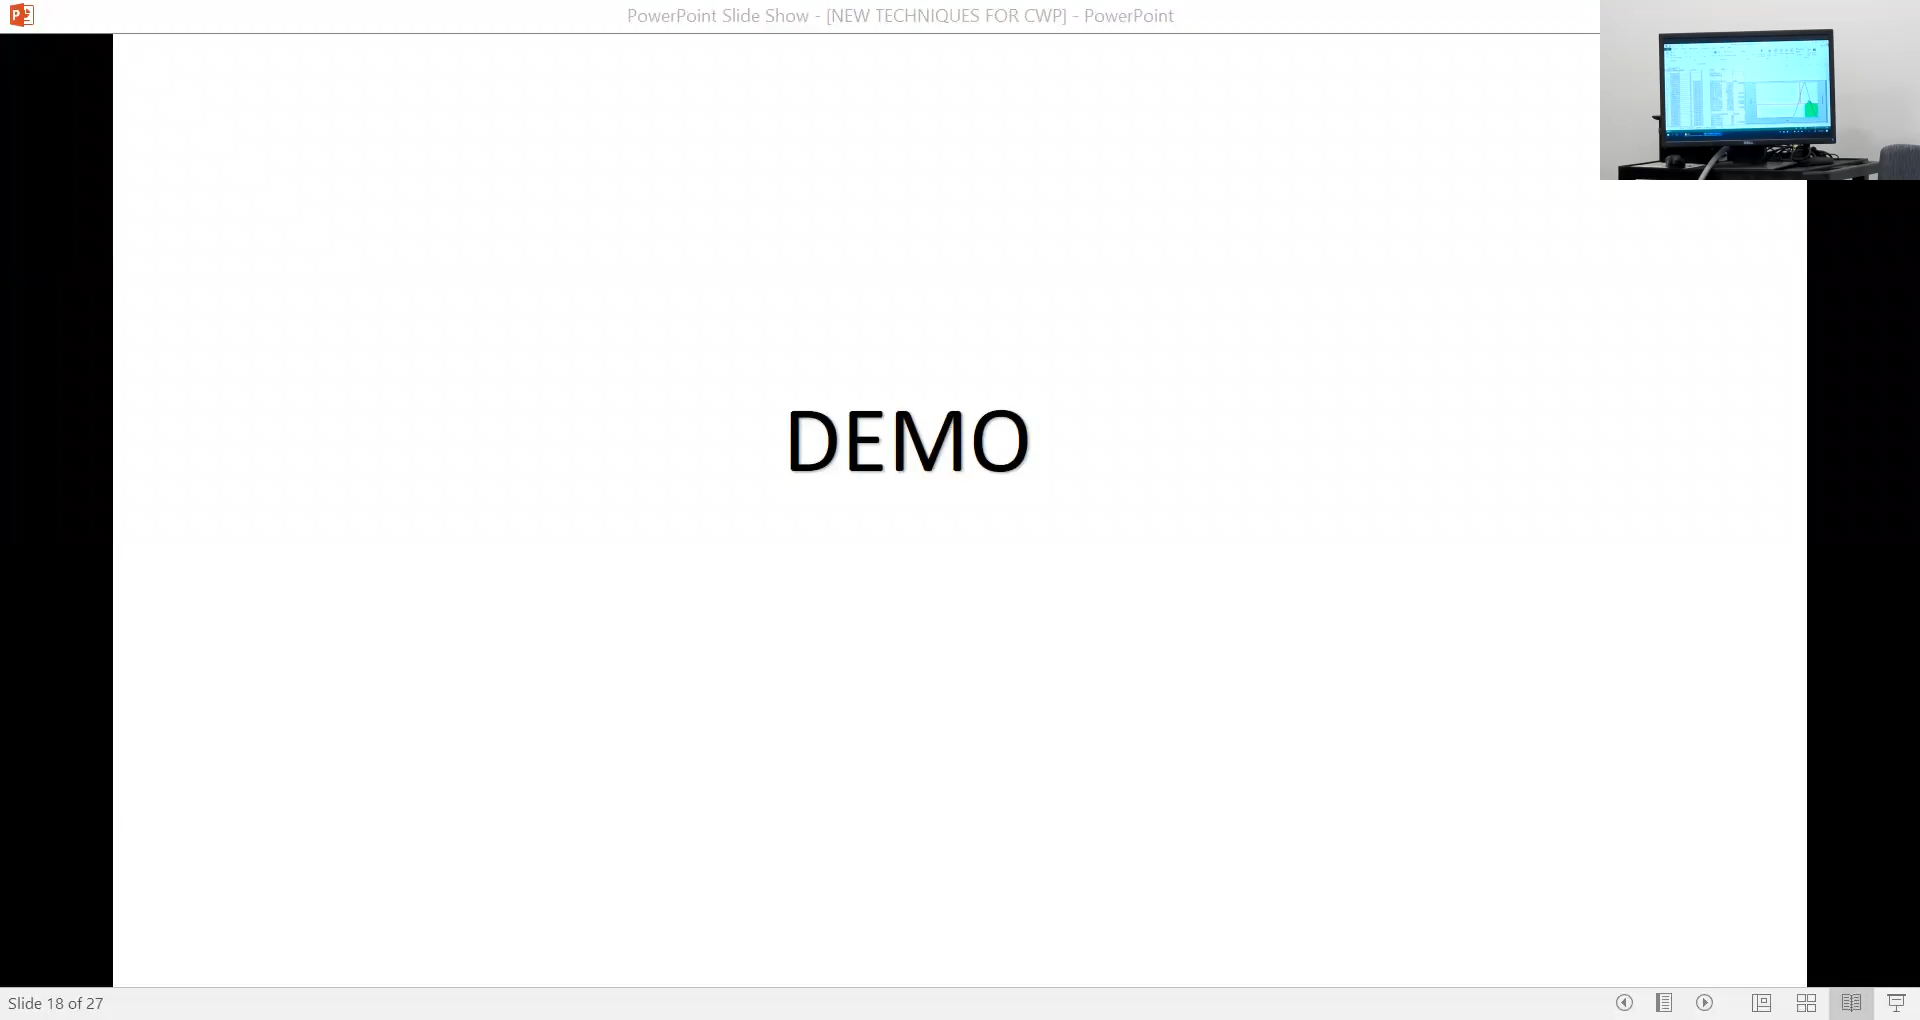 PowerPoint Slide Show - [NEW TECHNIQUES FOR CWP] - PowerPoint
DEMO
Slide 18 of 27